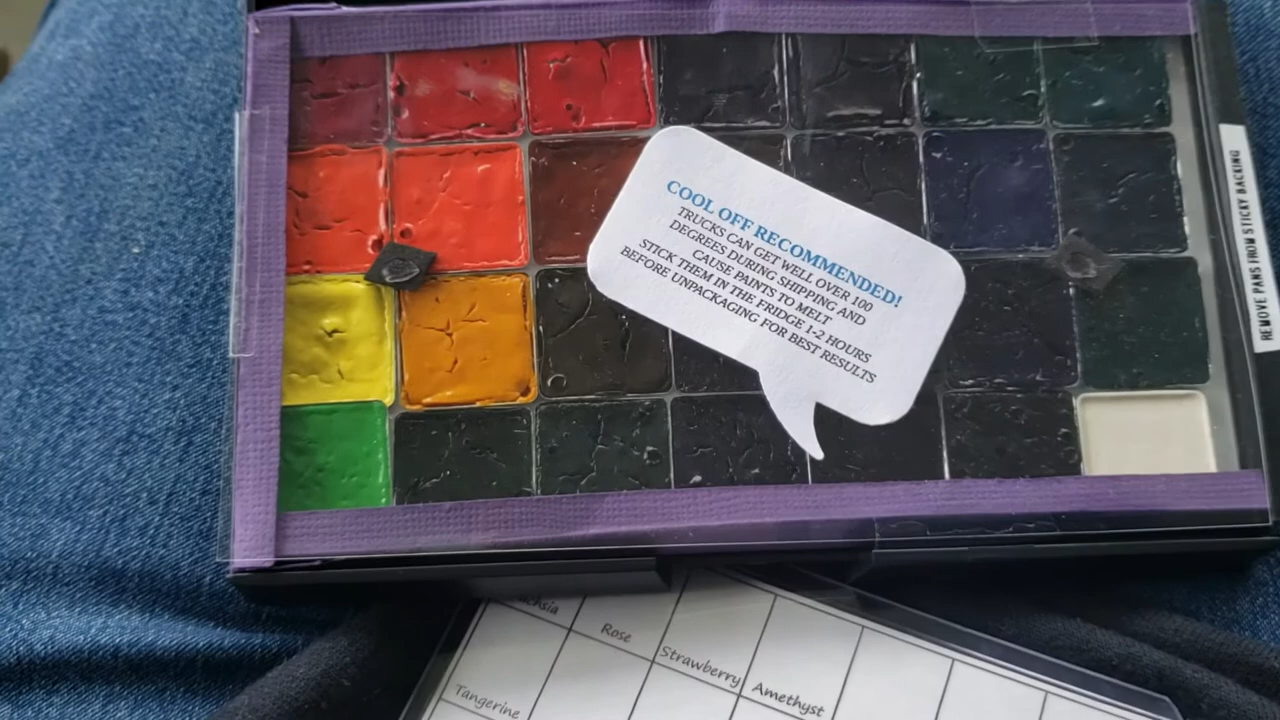 COOL OFF RECOMMENDED!
TRUCKS CAN GET WELL OVER 100
DEGREES DURING SHIPPING AND
CAUSE PAINTS TO MELT
STICK THEM IN THE FRIDGE 1-2 HOURS
BEFORE UNPACKAGING FOR BEST RESULTS
REMOVE PANS FROM STICKY BACKING
Rose
Strawberry
Amethyst
Tangerine